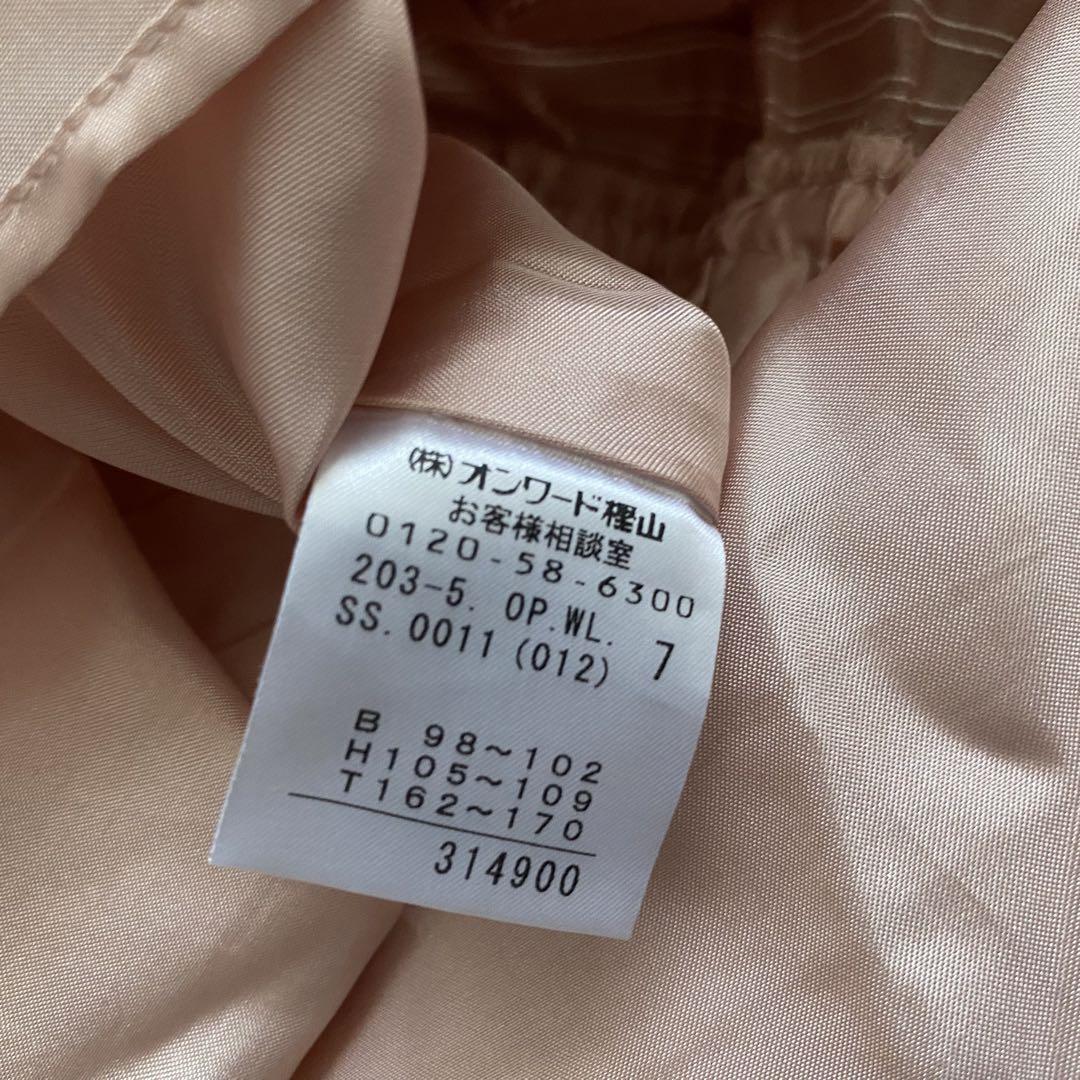 (株)オンワード樫山
お客様相談室
0120-58-6300
203-5. OP.WL. 7
SS.0011(012)
B 98～102
H105～109
T162～170
314900